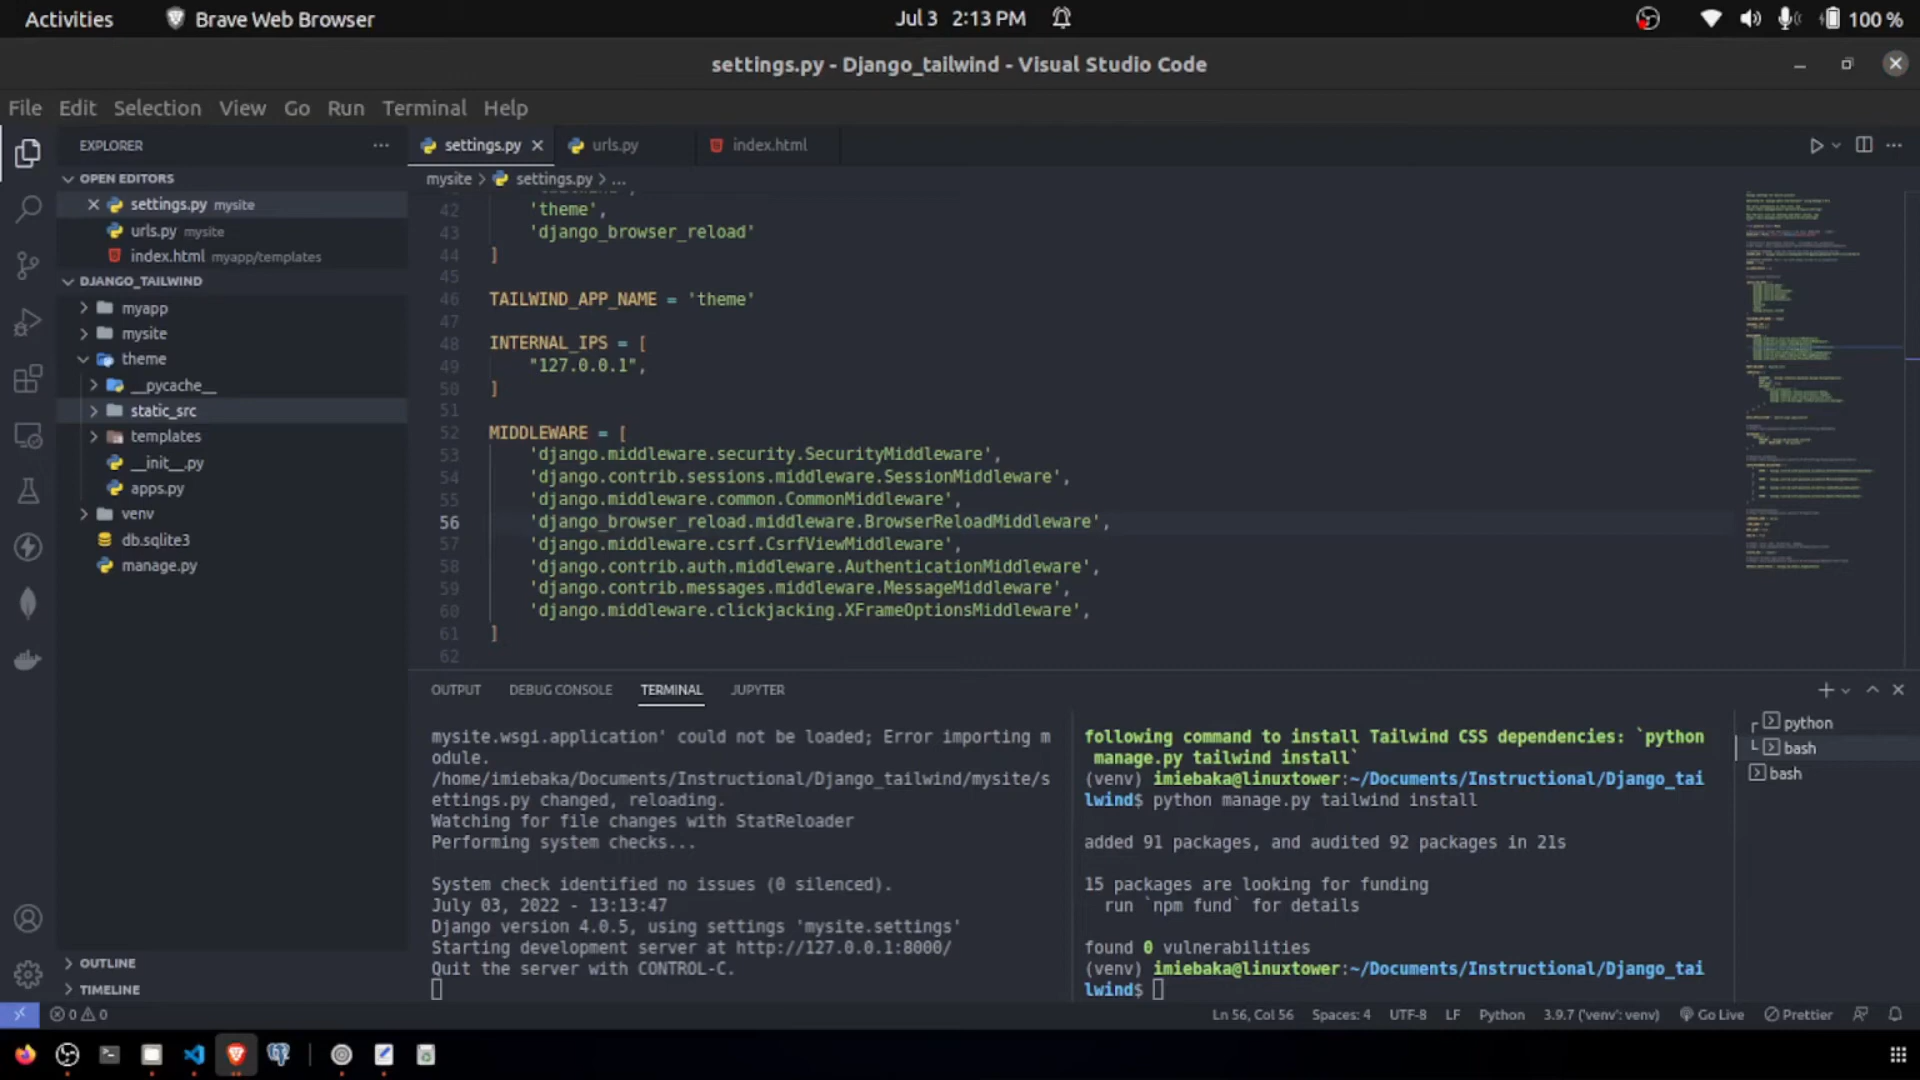 Activities
Brave Web Browser
Jul 3 2:13 PM
100 %
settings.py - Django_tailwind - Visual Studio Code
File Edit Selection View Go Run Terminal Help
EXPLORER
OPEN EDITORS
settings.py mysite
urls.py mysite
index.html myapp/templates
DJANGO_TAILWIND
myapp
mysite
theme
__pycache__
static_src
templates
__init__.py
apps.py
venv
db.sqlite3
manage.py
OUTLINE
TIMELINE
settings.py
urls.py
index.html
mysite > settings.py > ...
42 'theme',
43 'django_browser_reload'
44 ]
45
46 TAILWIND_APP_NAME = 'theme'
47
48 INTERNAL_IPS = [
49 "127.0.0.1",
50 ]
51
52 MIDDLEWARE = [
53 'django.middleware.security.SecurityMiddleware',
54 'django.contrib.sessions.middleware.SessionMiddleware',
55 'django.middleware.common.CommonMiddleware',
56 'django_browser_reload.middleware.BrowserReloadMiddleware',
57 'django.middleware.csrf.CsrfViewMiddleware',
58 'django.contrib.auth.middleware.AuthenticationMiddleware',
59 'django.contrib.messages.middleware.MessageMiddleware',
60 'django.middleware.clickjacking.XFrameOptionsMiddleware',
61 ]
62
OUTPUT DEBUG CONSOLE TERMINAL JUPYTER
mysite.wsgi.application' could not be loaded; Error importing m
odule.
/home/imiebaka/Documents/Instructional/Django_tailwind/mysite/s
ettings.py changed, reloading.
Watching for file changes with StatReloader
Performing system checks...
System check identified no issues (0 silenced).
July 03, 2022 - 13:13:47
Django version 4.0.5, using settings 'mysite.settings'
Starting development server at http://127.0.0.1:8000/
Quit the server with CONTROL-C.
following command to install Tailwind CSS dependencies: `python
manage.py tailwind install`
(venv) imiebaka@linuxtower:~/Documents/Instructional/Django_tai
lwind$ python manage.py tailwind install
added 91 packages, and audited 92 packages in 21s
15 packages are looking for funding
run `npm fund` for details
found 0 vulnerabilities
(venv) imiebaka@linuxtower:~/Documents/Instructional/Django_tai
lwind$
python
bash
bash
0 0
Ln 56, Col 56 Spaces: 4 UTF-8 LF Python 3.9.7 ('venv': venv) Go Live Prettier